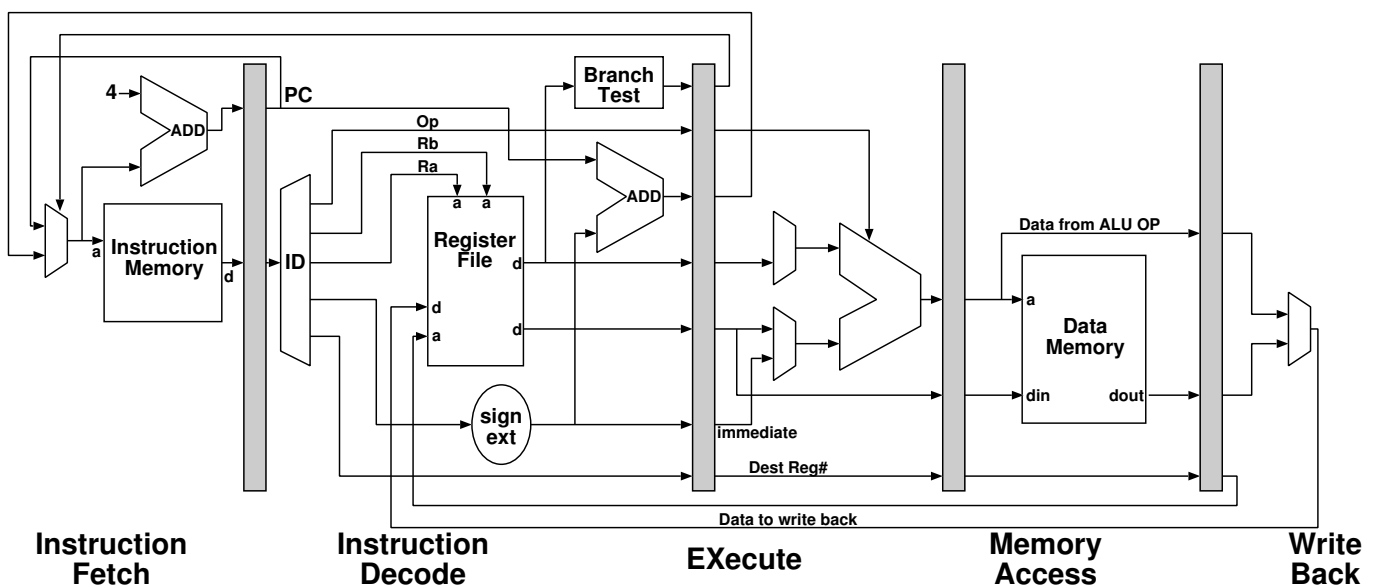 4
ADD
PC
Branch
Test
Op
Rb
Ra
ADD
a
a
a
Instruction
Memory
d
ID
Register
File
d
d
a
d
sign
ext
immediate
Dest Reg#
Data to write back
Data from ALU OP
a
Data
Memory
din
dout
Instruction
Fetch
Instruction
Decode
EXecute
Memory
Access
Write
Back